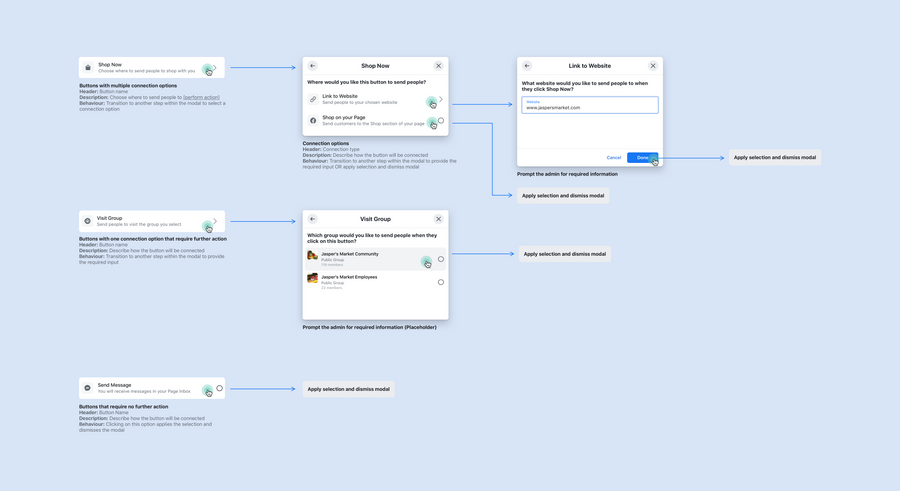 Shop Now
Choose where to send people to shop with you
Buttons with multiple connection options
Header: Button name
Description: Choose where to send people to [perform action]
Behaviour: Transition to another step within the modal to select a
connection option
Shop Now
Where would you like this button to send people?
Link to Website
Send people to your chosen website
Shop on your Page
Send customers to the Shop section of your page
Connection options
Header: Connection type
Description: Describe how the button will be connected
Behaviour: Transition to another step within the modal to provide the
required input OR apply selection and dismiss modal
Link to Website
What website would you like to send people to when
they click Shop Now?
Website
www.jaspersmarket.com
Cancel
Done
Prompt the admin for required information
Apply selection and dismiss modal
Apply selection and dismiss modal
Visit Group
Send people to visit the group you select
Buttons with one connection option that require further action
Header: Button name
Description: Describe how the button will be connected
Behaviour: Transition to another step within the modal to provide
the required input
Visit Group
Which group would you like to send people when they
click on this button?
Jasper's Market Community
Public Group
members
Jasper's Market Employees
Public Group
members
Prompt the admin for required information (Placeholder)
Apply selection and dismiss modal
Send Message
You will receive messages in your Page inbox
Buttons that require no further action
Header: Button Name
Description: Describe how the button will be connected
Behaviour: Clicking on this option applies the selection and
dismisses the modal
Apply selection and dismiss modal